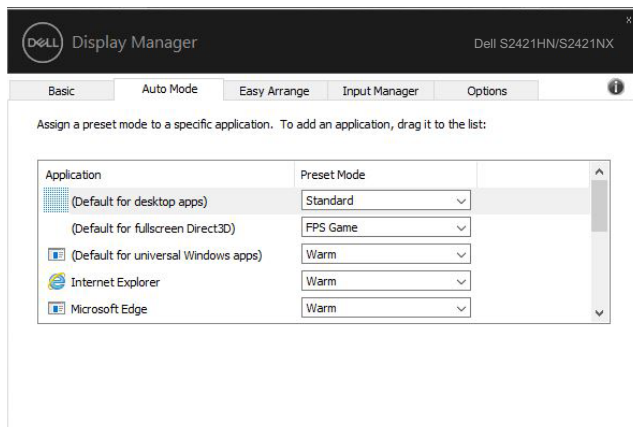 DELL Display Manager Dell S2421HN/S2421NX
Basic Auto Mode Easy Arrange Input Manager Options
Assign a preset mode to a specific application. To add an application, drag it to the list:
Application Preset Mode
(Default for desktop apps) Standard
(Default for fullscreen Direct3D) FPS Game
(Default for universal Windows apps) Warm
Internet Explorer Warm
Microsoft Edge Warm